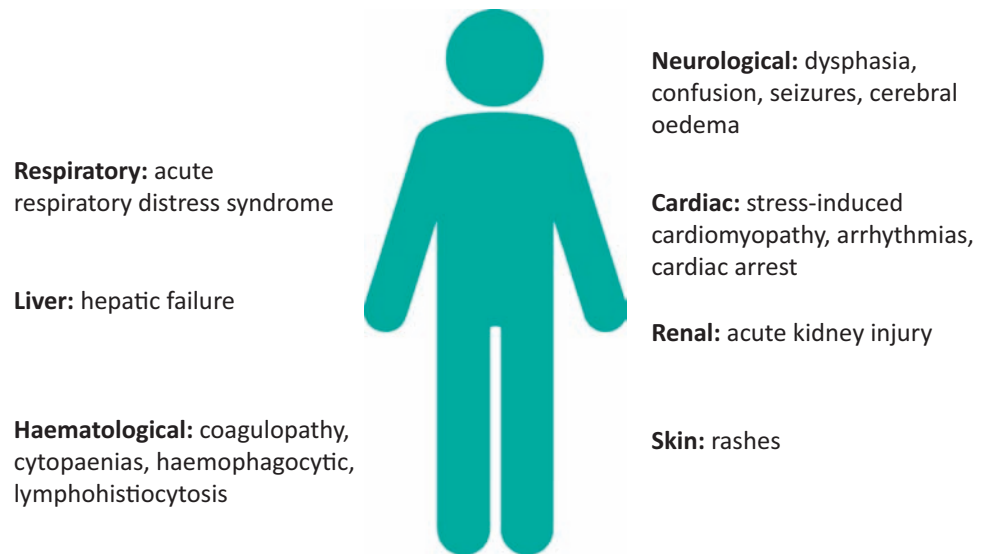 Respiratory: acute
respiratory distress syndrome
Liver: hepatic failure
Haematological: coagulopathy,
cytopaenias, haemophagocytic,
lymphohistiocytosis
Neurological: dysphasia,
confusion, seizures, cerebral
oedema
Cardiac: stress-induced
cardiomyopathy, arrhythmias,
cardiac arrest
Renal: acute kidney injury
Skin: rashes